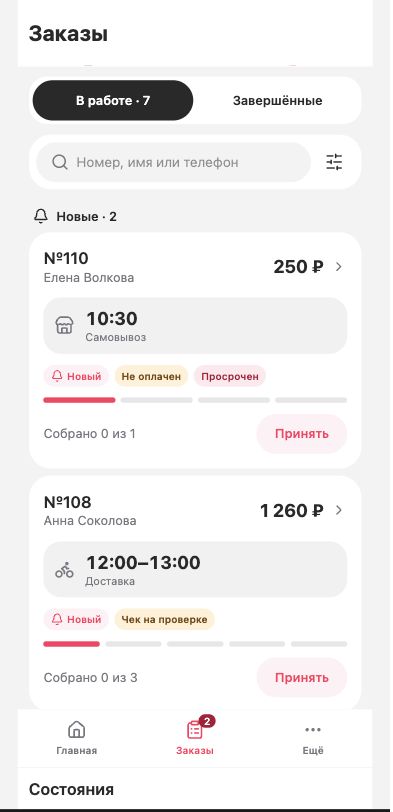 Заказы
В работе · 7
Завершённые
Номер, имя или телефон
Новые · 2
№110
Елена Волкова
250 ₽
10:30
Самовывоз
Новый
Не оплачен
Просрочен
Собрано 0 из 1
Принять
№108
Анна Соколова
1 260 ₽
12:00–13:00
Доставка
Новый
Чек на проверке
Собрано 0 из 3
Принять
2
Главная
Заказы
Ещё
Состояния